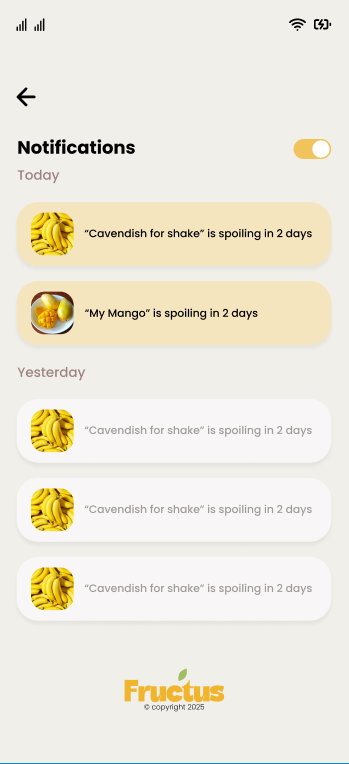 Notifications
Today
“Cavendish for shake” is spoiling in 2 days
“My Mango” is spoiling in 2 days
Yesterday
“Cavendish for shake” is spoiling in 2 days
“Cavendish for shake” is spoiling in 2 days
“Cavendish for shake” is spoiling in 2 days
Fructus
© copyright 2025